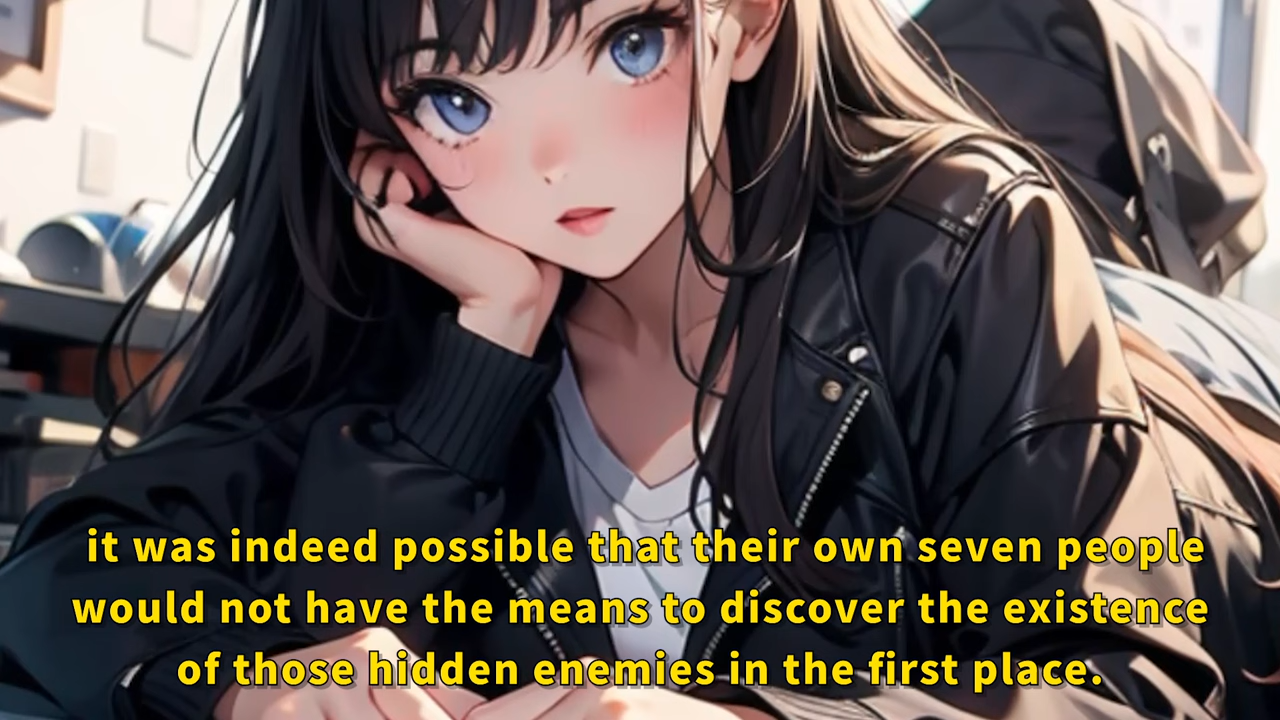 it was indeed possible that their own seven people
would not have the means to discover the existence
of those hidden enemies in the first place.